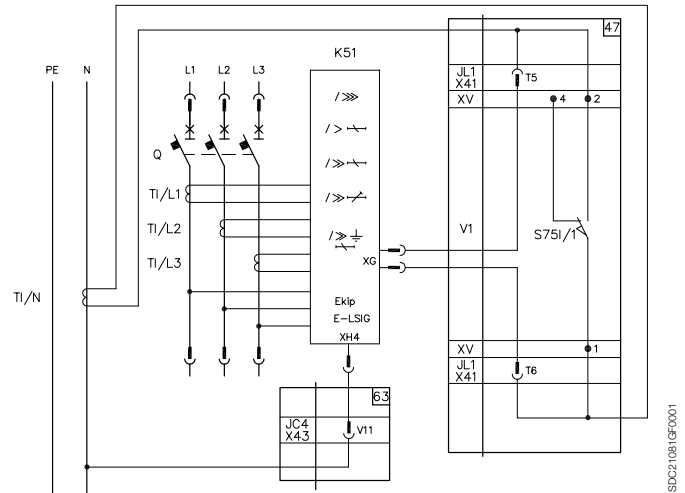 47
K51
PE N L1 L2 L3
JL1
X41
T5
XV 4 2
Q
TI/L1
TI/L2
TI/L3
V1
S75I/1
XG
TI/N
Ekip
E-LSIG
XH4
XV 1
JL1
X41
T6
63
JC4
X43
V11
SDC21081GF0001